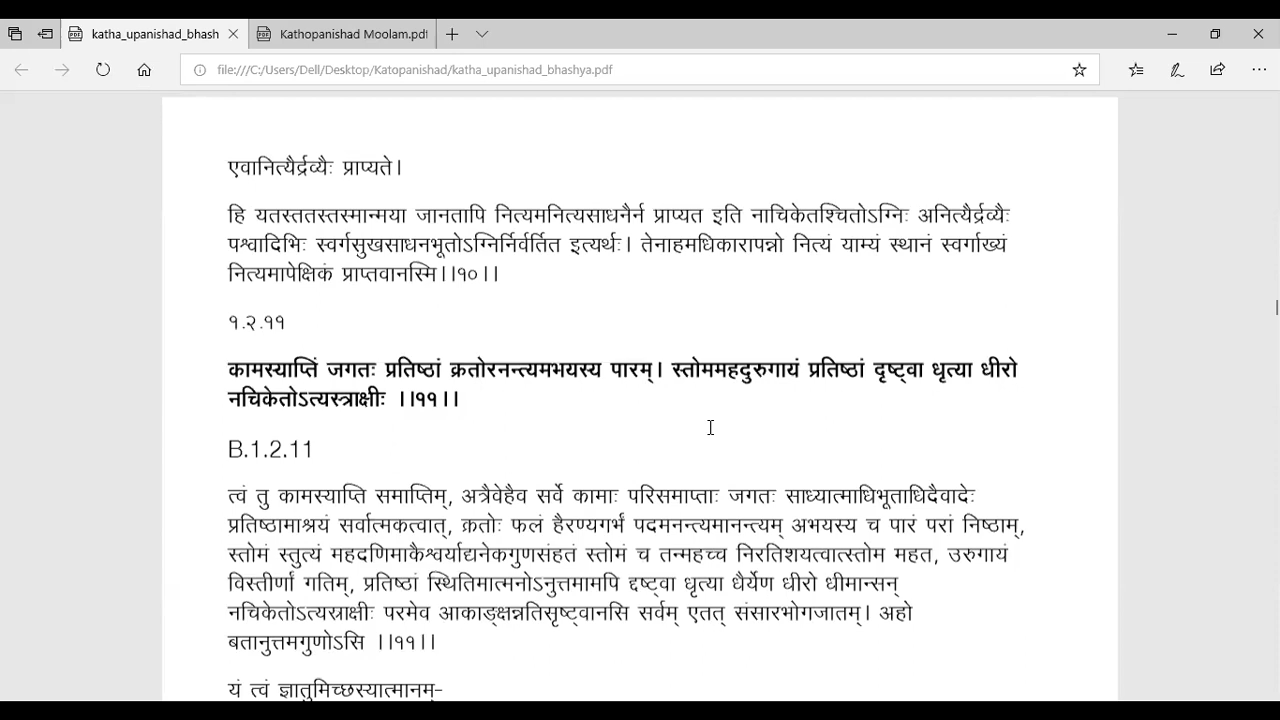 katha_upanishad_bhash
Kathopanishad Moolam.pdf
file:///C:/Users/Dell/Desktop/Katopanishad/katha_upanishad_bhashya.pdf
एवानित्यैर्द्रव्यैः प्राप्यते।
हि यतस्ततस्तस्मान्मया जानतापि नित्यमनित्यसाधनैर्न प्राप्यत इति नाचिकेतश्चितोऽग्निः अनित्यैर्द्रव्यैः
पश्वादिभिः स्वर्गसुखसाधनभूतोऽग्निर्निर्वर्तित इत्यर्थः। तेनाहमधिकारापन्नो नित्यं याम्यं स्थानं स्वर्गाख्यं
नित्यमापेक्षिकं प्राप्तवानस्मि।।१०।।
१.२.११
कामस्याप्तिं जगतः प्रतिष्ठां क्रतोरनन्त्यमभयस्य पारम्। स्तोममहदुरुगायं प्रतिष्ठां दृष्ट्वा धृत्या धीरो
नचिकेतोऽत्यस्त्राक्षीः ।।११।।
B.1.2.11
त्वं तु कामस्याप्ति समाप्तिम्, अत्रैवेहैव सर्वे कामाः परिसमाप्ताः जगतः साध्यात्माधिभूताधिदैवादेः
प्रतिष्ठामाश्रयं सर्वात्मकत्वात्, क्रतोः फलं हैरण्यगर्भं पदमनन्त्यमानन्त्यम् अभयस्य च पारं परां निष्ठाम्,
स्तोमं स्तुत्यं महदणिमाकैश्वर्याद्यनेकगुणसंहतं स्तोमं च तन्महच्च निरतिशयत्वात्स्तोम महत, उरुगायं
विस्तीर्णां गतिम्, प्रतिष्ठां स्थितिमात्मनोऽनुत्तमामपि दृष्ट्वा धृत्या धैर्येण धीरो धीमान्सन्
नचिकेतोऽत्यस्राक्षीः परमेव आकाङ्क्षन्नतिसृष्ट्वानसि सर्वम् एतत् संसारभोगजातम्। अहो
बतानुत्तमगुणोऽसि ।।११।।
यं त्वं ज्ञातुमिच्छस्यात्मानम्-